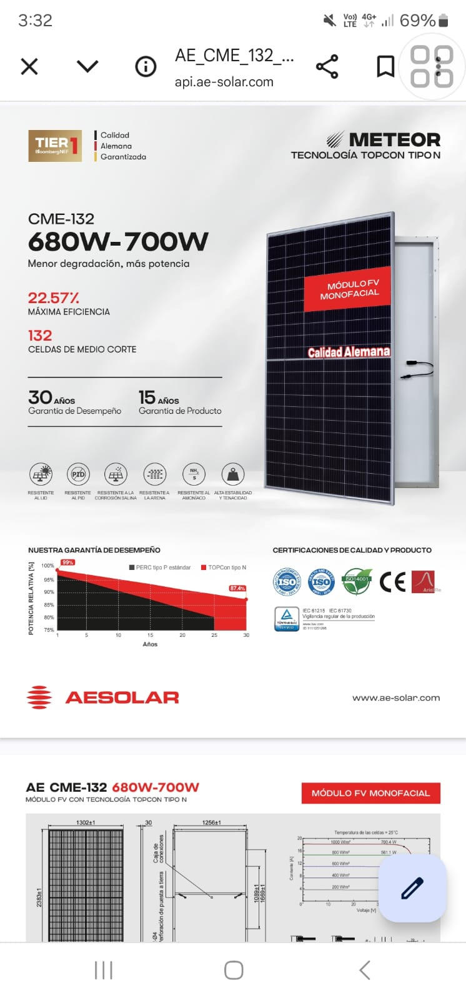 3:32
Vo)) LTE 4G+ 69%
AE_CME_132_...
api.ae-solar.com
TIER 1
BloombergNEF
Calidad
Alemana
Garantizada
METEOR
TECNOLOGÍA TOPCON TIPO N
CME-132
680W-700W
Menor degradación, más potencia
22.57%
MÁXIMA EFICIENCIA
132
CELDAS DE MEDIO CORTE
MÓDULO FV
MONOFACIAL
Calidad Alemana
30 AÑOS
Garantía de Desempeño
15 AÑOS
Garantía de Producto
PID
NH3
S
RESISTENTE
AL LID
RESISTENTE
AL PID
RESISTENTE A LA
CORROSIÓN SALINA
RESISTENTE A
LA ARENA
RESISTENTE AL
AMONÍACO
ALTA ESTABILIDAD
Y TENACIDAD
NUESTRA GARANTÍA DE DESEMPEÑO
POTENCIA RELATIVA [%]
100%
95%
90%
85%
80%
75%
99%
PERC tipo P estándar
TOPCon tipo N
87.4%
1 5 10 15 20 25 30
Años
CERTIFICACIONES DE CALIDAD Y PRODUCTO
ISO
ISO
ISO14001
CE
TÜVRheinland
CERTIFIED
IEC 61215 IEC 61730
Vigilancia regular de la producción
www.tuv.com
ID 1111251265
AESOLAR
www.ae-solar.com
AE CME-132 680W-700W
MÓDULO FV CON TECNOLOGÍA TOPCON TIPO N
MÓDULO FV MONOFACIAL
1302±1
30
1256±1
2383±1
Caja de
conexiones
1089±1
1669±1
Temperatura de las celdas = 25°C
Corriente [A]
20
16
12
8
4
1000 W/m²
700.4 W
800 W/m²
561.1 W
600 W/m²
400 W/m²
200 W/m²
0 10 20
Voltaje [V]